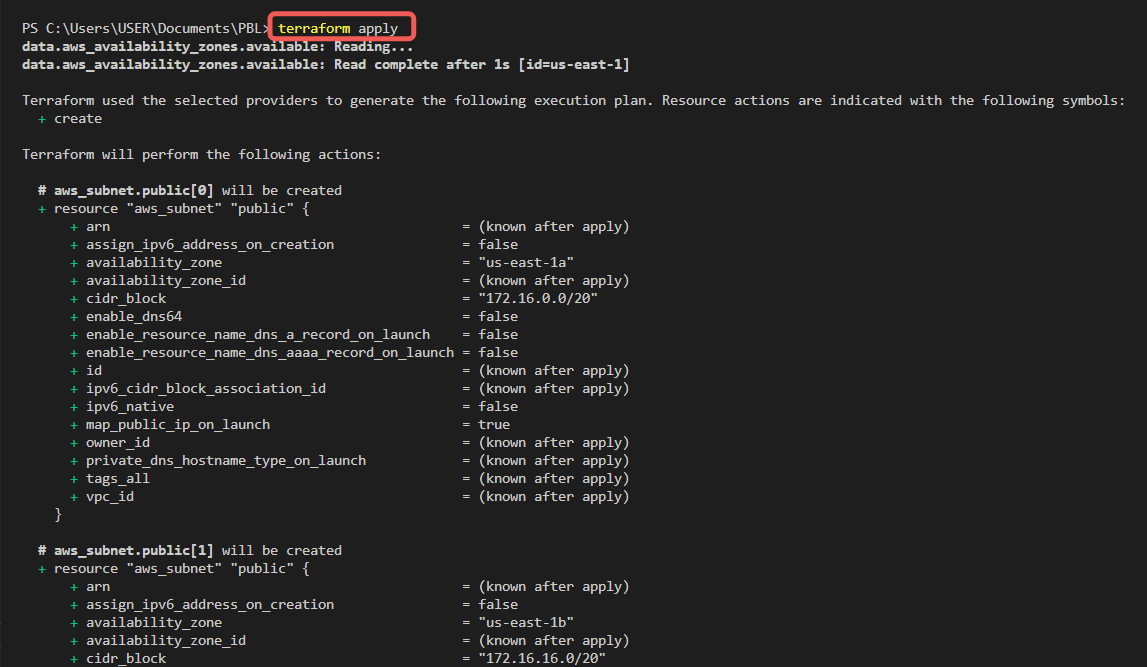 PS C:\Users\USER\Documents\PBL> terraform apply
data.aws_availability_zones.available: Reading...
data.aws_availability_zones.available: Read complete after 1s [id=us-east-1]
Terraform used the selected providers to generate the following execution plan. Resource actions are indicated with the following symbols:
+ create
Terraform will perform the following actions:
# aws_subnet.public[0] will be created
+ resource "aws_subnet" "public" {
+ arn = (known after apply)
+ assign_ipv6_address_on_creation = false
+ availability_zone = "us-east-1a"
+ availability_zone_id = (known after apply)
+ cidr_block = "172.16.0.0/20"
+ enable_dns64 = false
+ enable_resource_name_dns_a_record_on_launch = false
+ enable_resource_name_dns_aaaa_record_on_launch = false
+ id = (known after apply)
+ ipv6_cidr_block_association_id = (known after apply)
+ ipv6_native = false
+ map_public_ip_on_launch = true
+ owner_id = (known after apply)
+ private_dns_hostname_type_on_launch = (known after apply)
+ tags_all = (known after apply)
+ vpc_id = (known after apply)
}
# aws_subnet.public[1] will be created
+ resource "aws_subnet" "public" {
+ arn = (known after apply)
+ assign_ipv6_address_on_creation = false
+ availability_zone = "us-east-1b"
+ availability_zone_id = (known after apply)
+ cidr_block = "172.16.16.0/20"